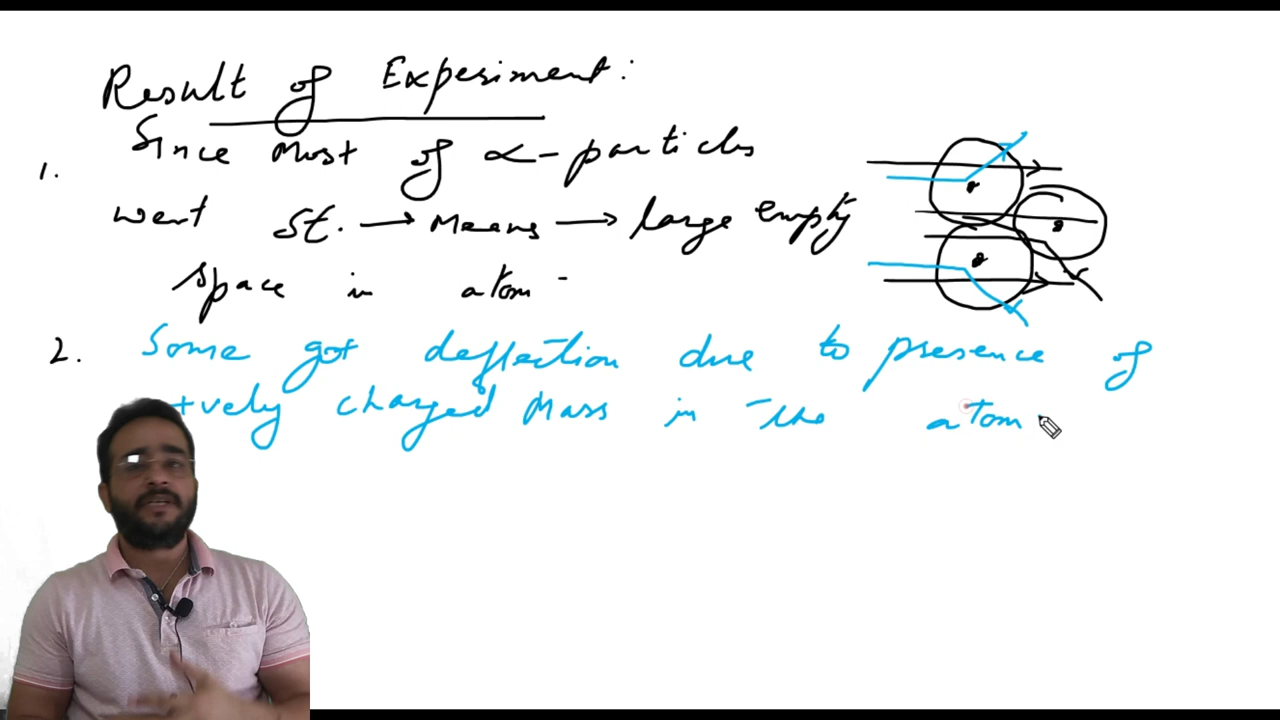 Result of Experiment:
1. Since Most of α-particles
went St. → Means → large empty
space in atom -
2. Some got deflection due to presence of
+vely charged Mass in the atom